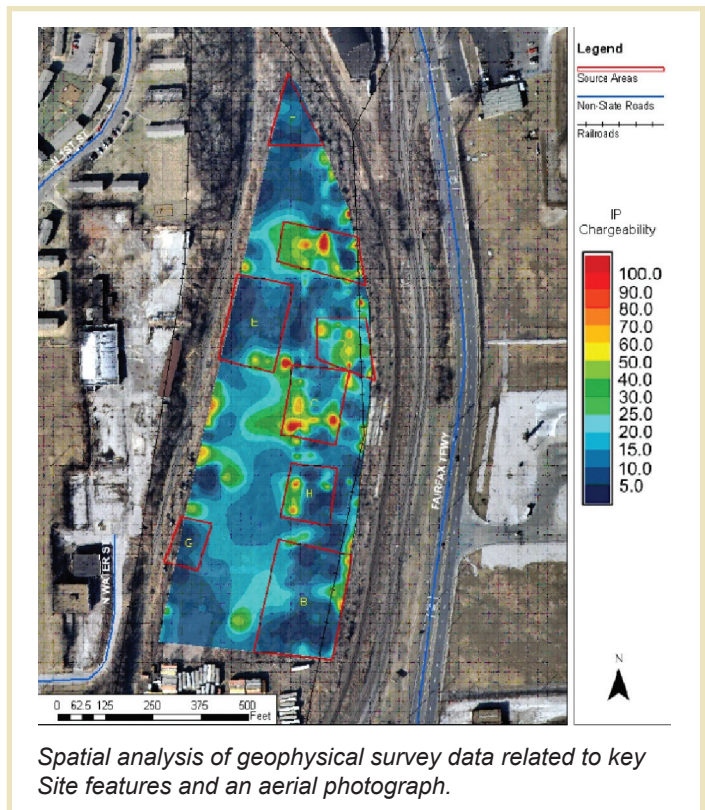 Legend
Source Areas
Non-State Roads
Railroads
IP
Chargeability
100.0
90.0
80.0
70.0
60.0
50.0
40.0
30.0
25.0
20.0
15.0
10.0
5.0
E
C
H
G
B
N WATER S
N
0 62.5 125 250 375 500
Feet
Spatial analysis of geophysical survey data related to key
Site features and an aerial photograph.